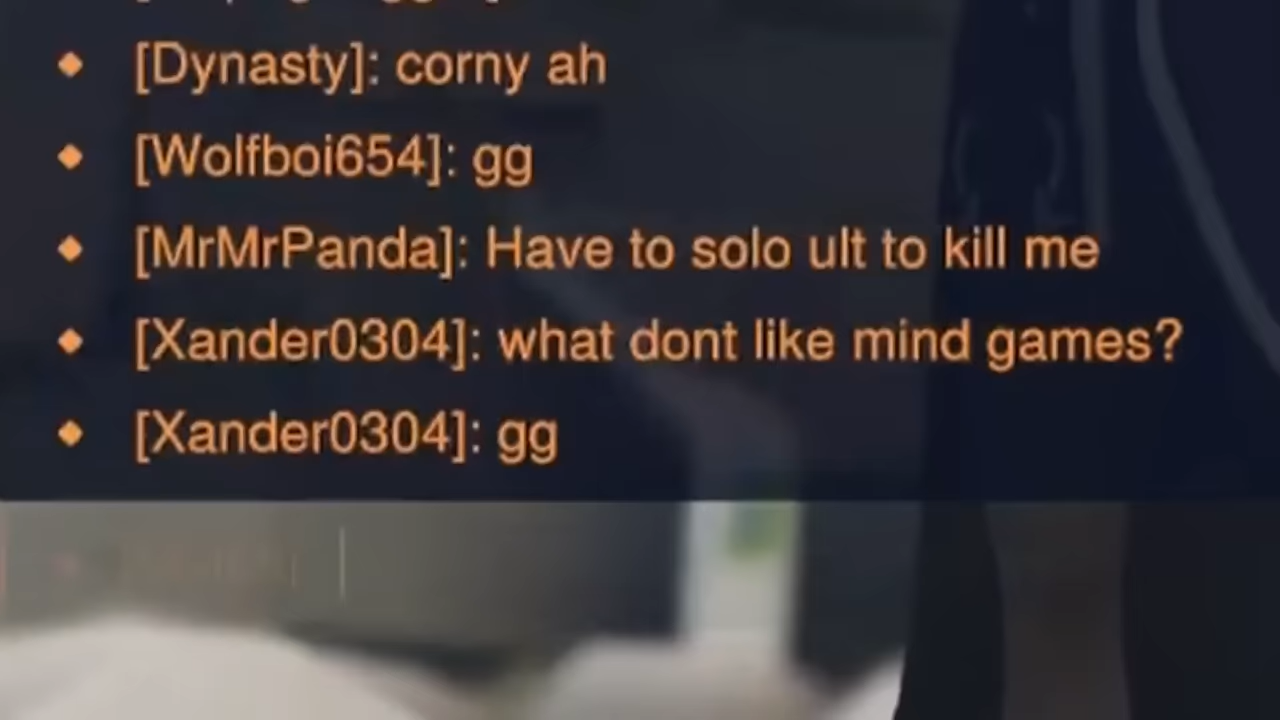 [Dynasty]: corny ah
[Wolfboi654]: gg
[MrMrPanda]: Have to solo ult to kill me
[Xander0304]: what dont like mind games?
[Xander0304]: gg